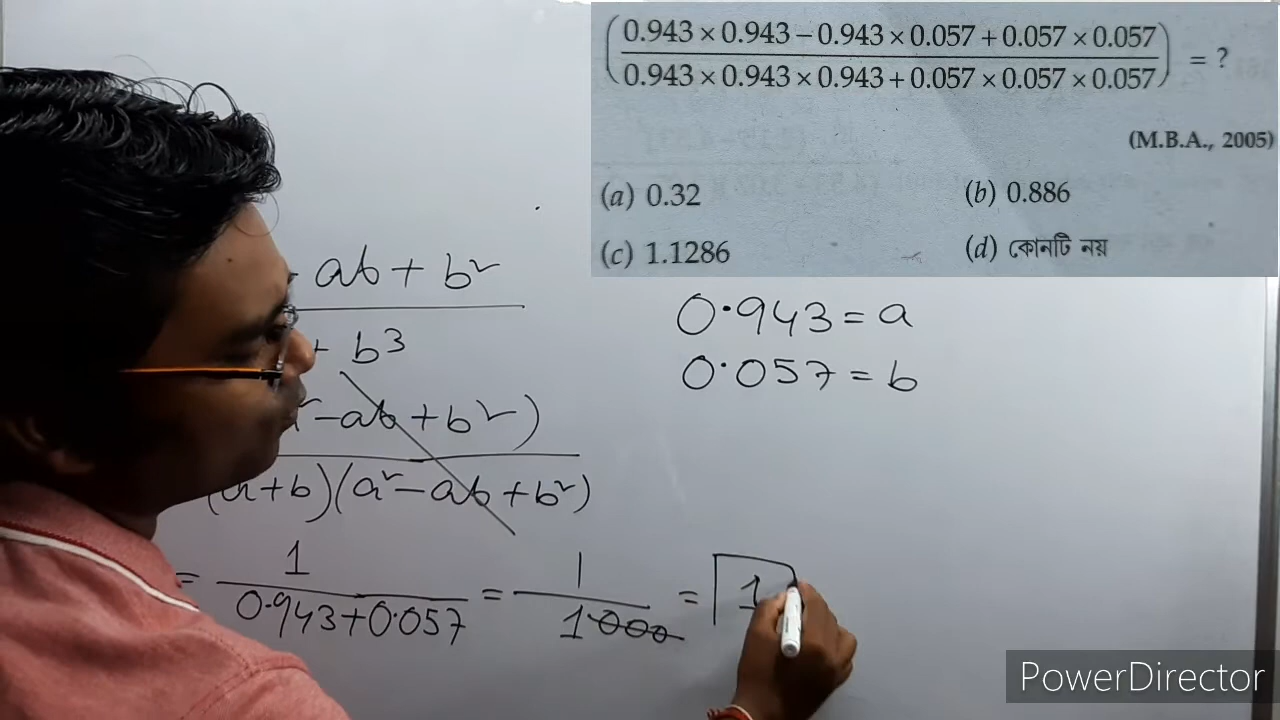 (0.943 × 0.943 – 0.943 × 0.057 + 0.057 × 0.057
0.943 × 0.943 × 0.943 + 0.057 × 0.057 × 0.057) = ?
(M.B.A., 2005)
(a) 0.32 (b) 0.886
(c) 1.1286 (d) কোনটি নয়
ab + b²
+ b³
0.943 = a
0.057 = b
² – ab + b²)
(a + b)(a² – ab + b²)
= 1
0.943 + 0.057
= 1
1.000
= 1
PowerDirector